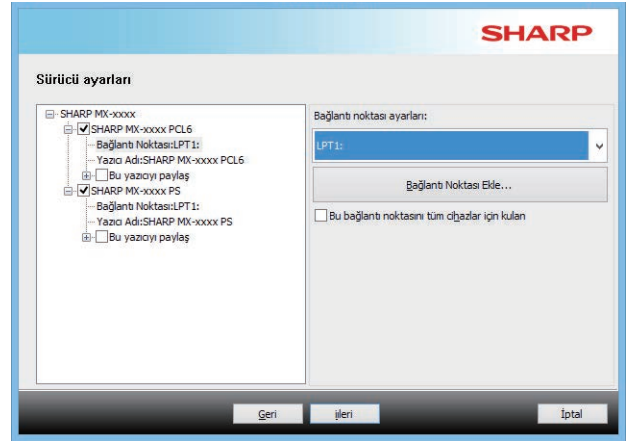 SHARP
Sürücü ayarları
SHARP MX-xxxx
SHARP MX-xxxx PCL6
Bağlantı Noktası:LPT1:
Yazıcı Adı:SHARP MX-xxxx PCL6
Bu yazıcıyı paylaş
SHARP MX-xxxx PS
Bağlantı Noktası:LPT1:
Yazıcı Adı:SHARP MX-xxxx PS
Bu yazıcıyı paylaş
Bağlantı noktası ayarları:
LPT1:
Bağlantı Noktası Ekle...
Bu bağlantı noktasını tüm cihazlar için kulan
Geri
İileri
İptal